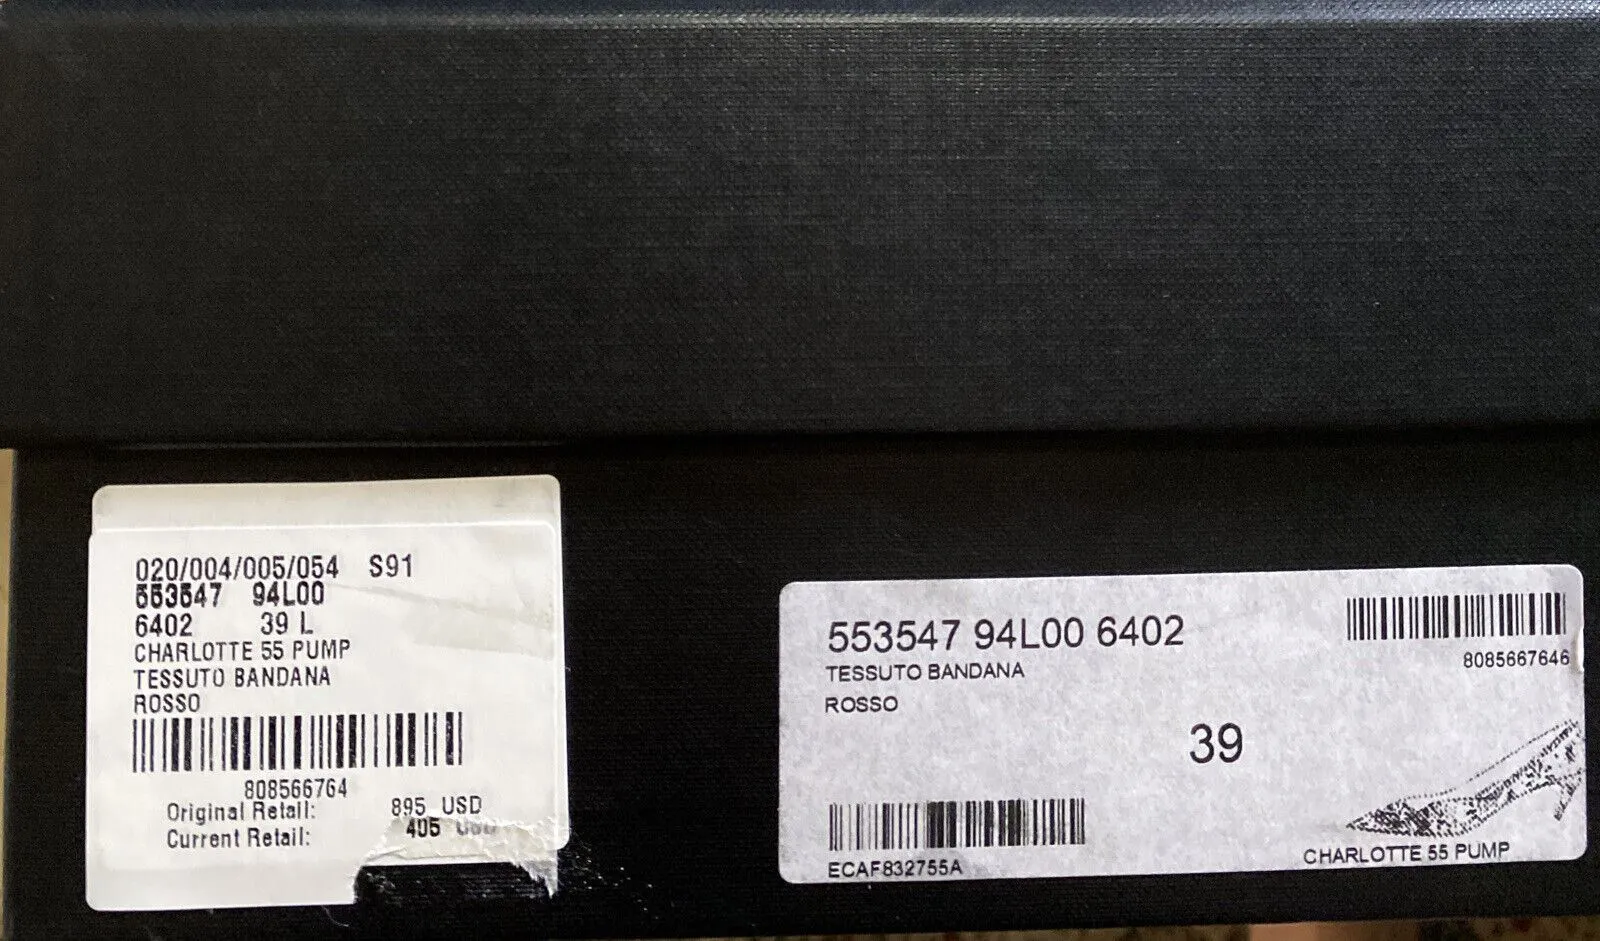 020/004/005/054 S91
553547 94L00
6402 39 L
CHARLOTTE 55 PUMP
TESSUTO BANDANA
ROSSO
808566764
Original Retail: 895 USD
Current Retail: 405 USD
553547 94L00 6402
TESSUTO BANDANA
ROSSO
8085667646
39
ECAF832755A
CHARLOTTE 55 PUMP